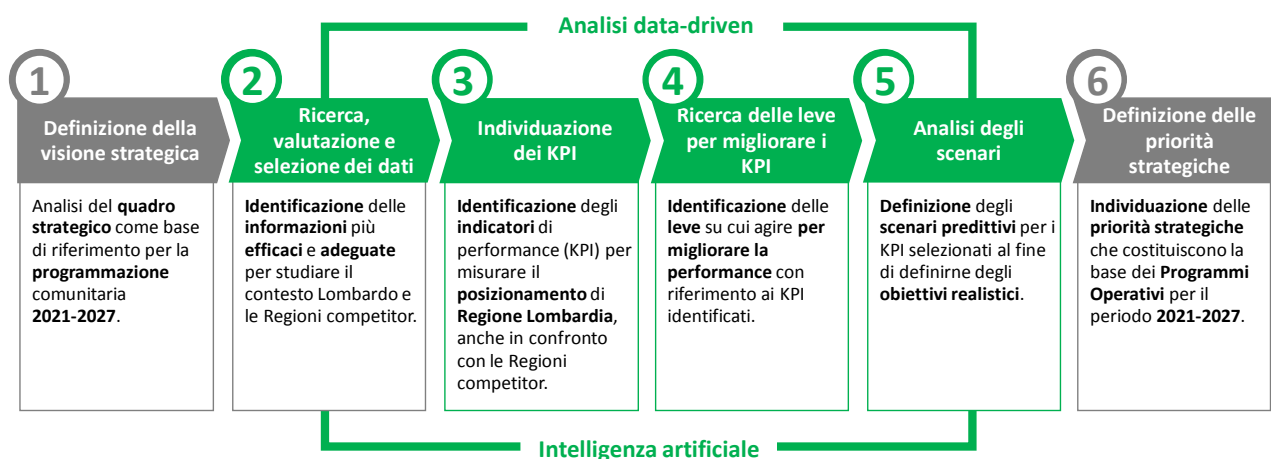 Analisi data-driven
1
Definizione della
visione strategica
Analisi del quadro
strategico come base
di riferimento per la
programmazione
comunitaria
2021-2027.
2
Ricerca,
valutazione e
selezione dei dati
Identificazione delle
informazioni più
efficaci e adeguate
per studiare il
contesto Lombardo e
le Regioni competitor.
3
Individuazione
dei KPI
Identificazione degli
indicatori di
performance (KPI) per
misurare il
posizionamento di
Regione Lombardia,
anche in confronto
con le Regioni
competitor.
4
Ricerca delle leve
per migliorare i
KPI
Identificazione delle
leve su cui agire per
migliorare la
performance con
riferimento ai KPI
identificati.
5
Analisi degli
scenari
Definizione degli
scenari predittivi per i
KPI selezionati al fine
di definirne degli
obiettivi realistici.
6
Definizione delle
priorità
strategiche
Individuazione delle
priorità strategiche
che costituiscono la
base dei Programmi
Operativi per il
periodo 2021-2027.
Intelligenza artificiale